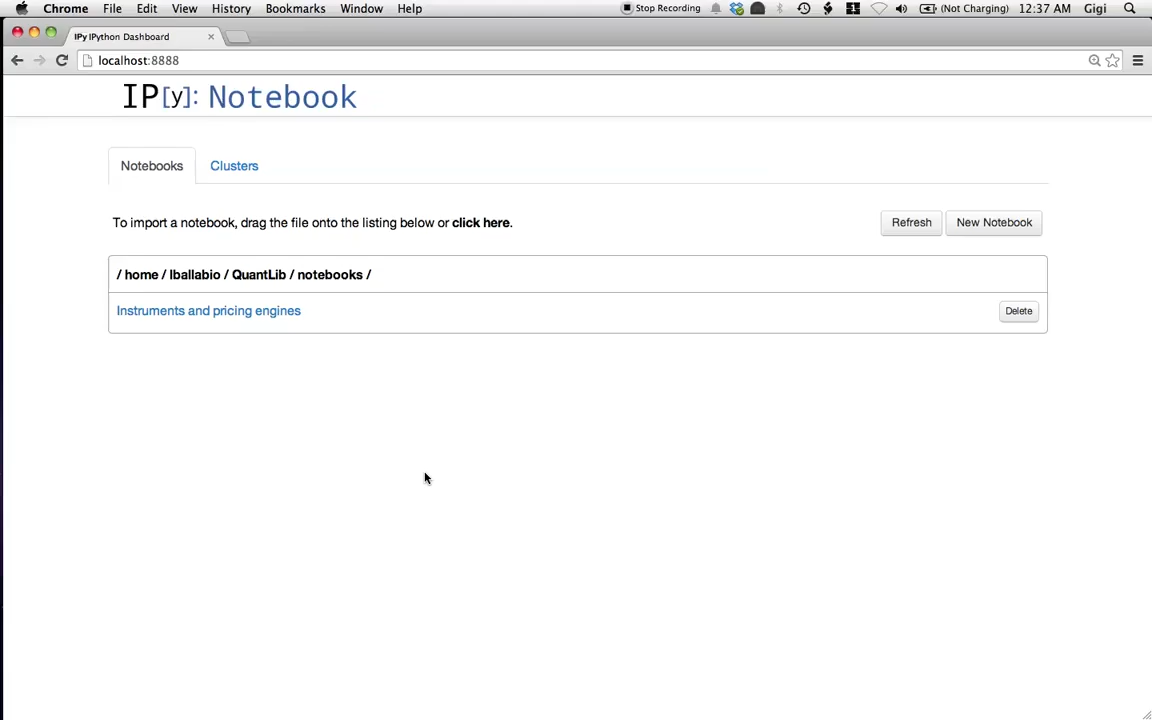 Chrome File Edit View History Bookmarks Window Help Stop Recording 1 (Not Charging) 12:37 AM Gigi
IPy IPython Dashboard ×
localhost:8888
IP[y]: Notebook
Notebooks Clusters
To import a notebook, drag the file onto the listing below or click here. Refresh New Notebook
/ home / lballabio / QuantLib / notebooks /
Instruments and pricing engines Delete